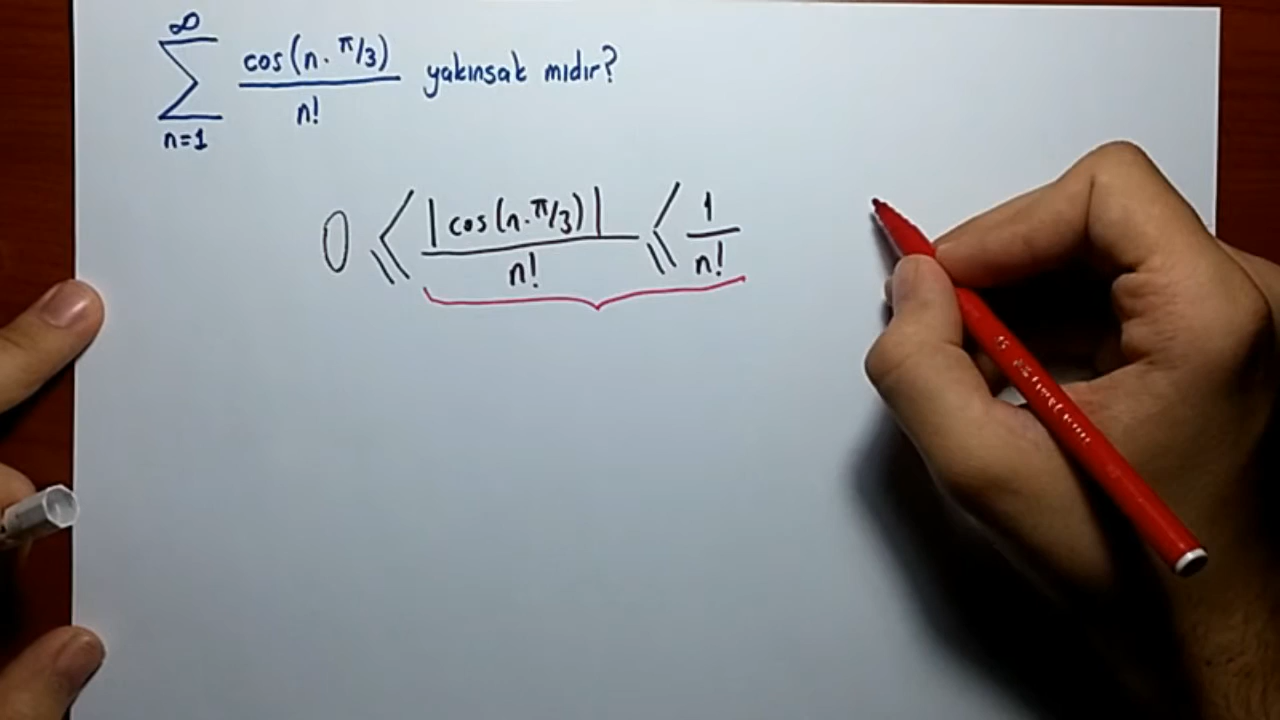 ∞
∑ cos(n.π/3) / n! yakınsak mıdır?
n=1
0 ≤ |cos(n.π/3)| / n! ≤ 1 / n!